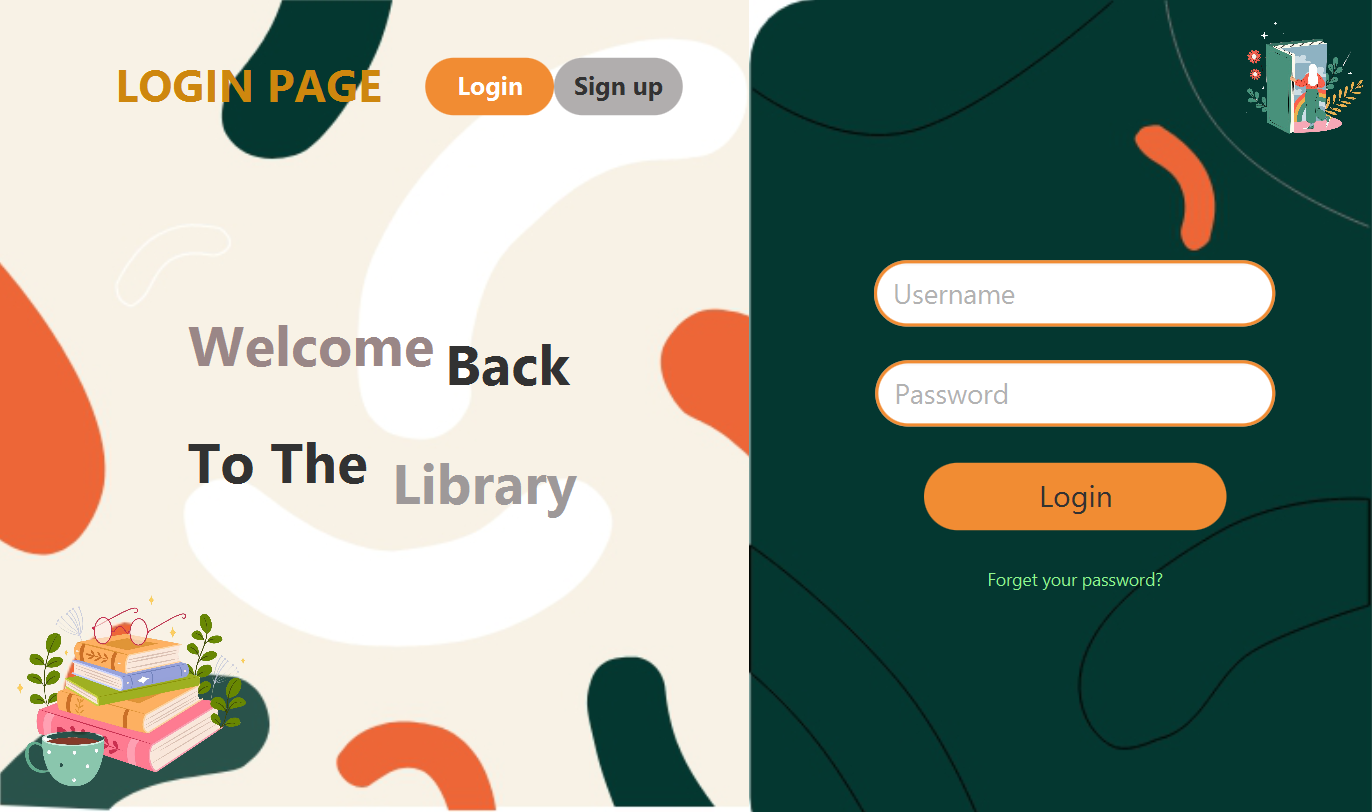 LOGIN PAGE
Login
Sign up
Welcome Back
To The Library
Username
Password
Login
Forget your password?